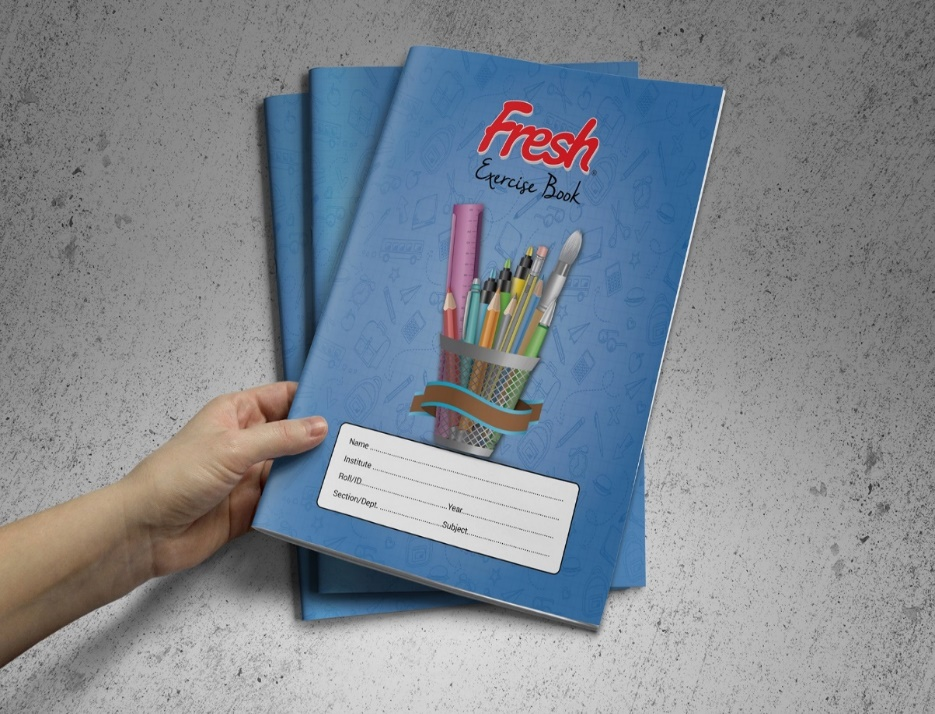 Fresh
Exercise Book
Name
Institute
Roll/ID
Year
Section/Dept.
Subject